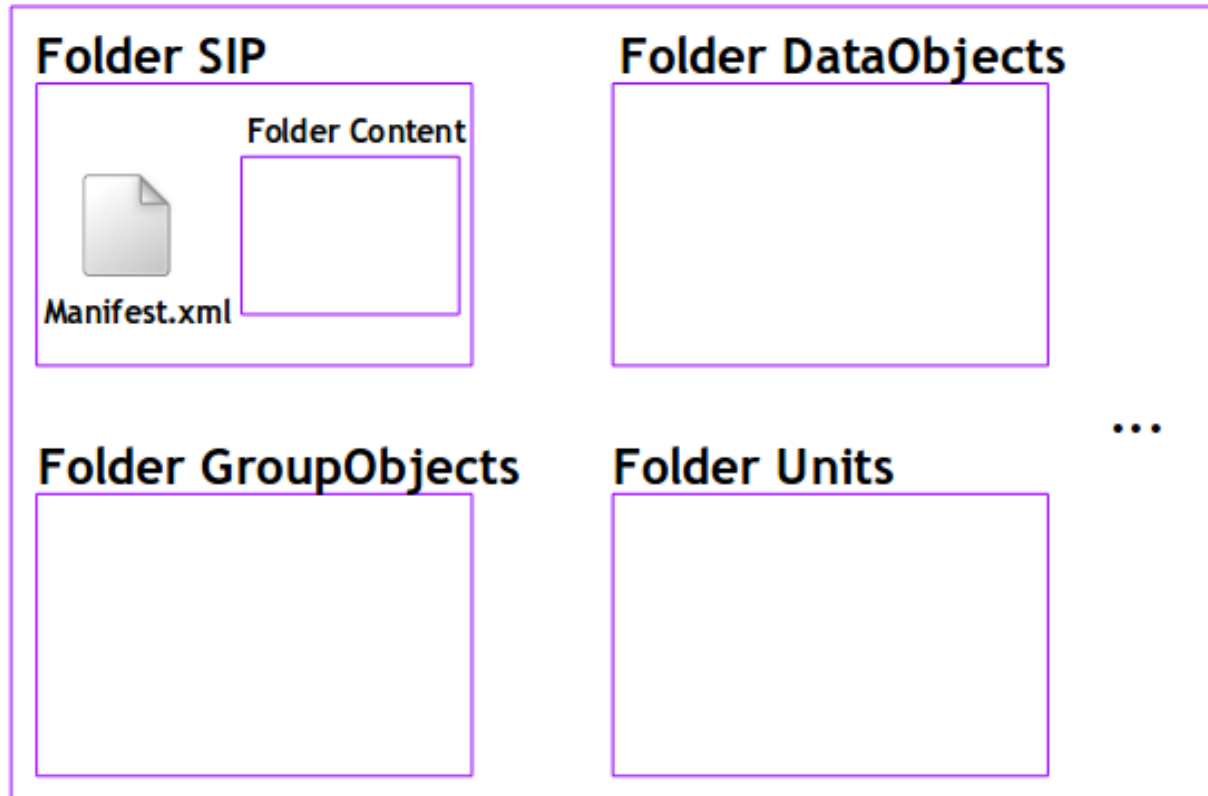 Folder SIP
Folder DataObjects
Folder Content
Manifest.xml
...
Folder GroupObjects
Folder Units